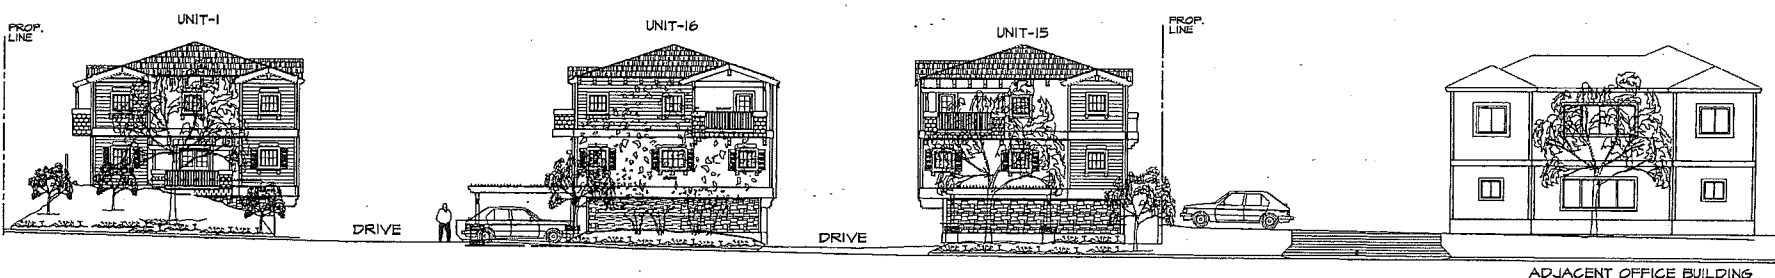 PROP.
LINE
UNIT-1
UNIT-16
UNIT-15
PROP.
LINE
DRIVE
DRIVE
ADJACENT OFFICE BUILDING